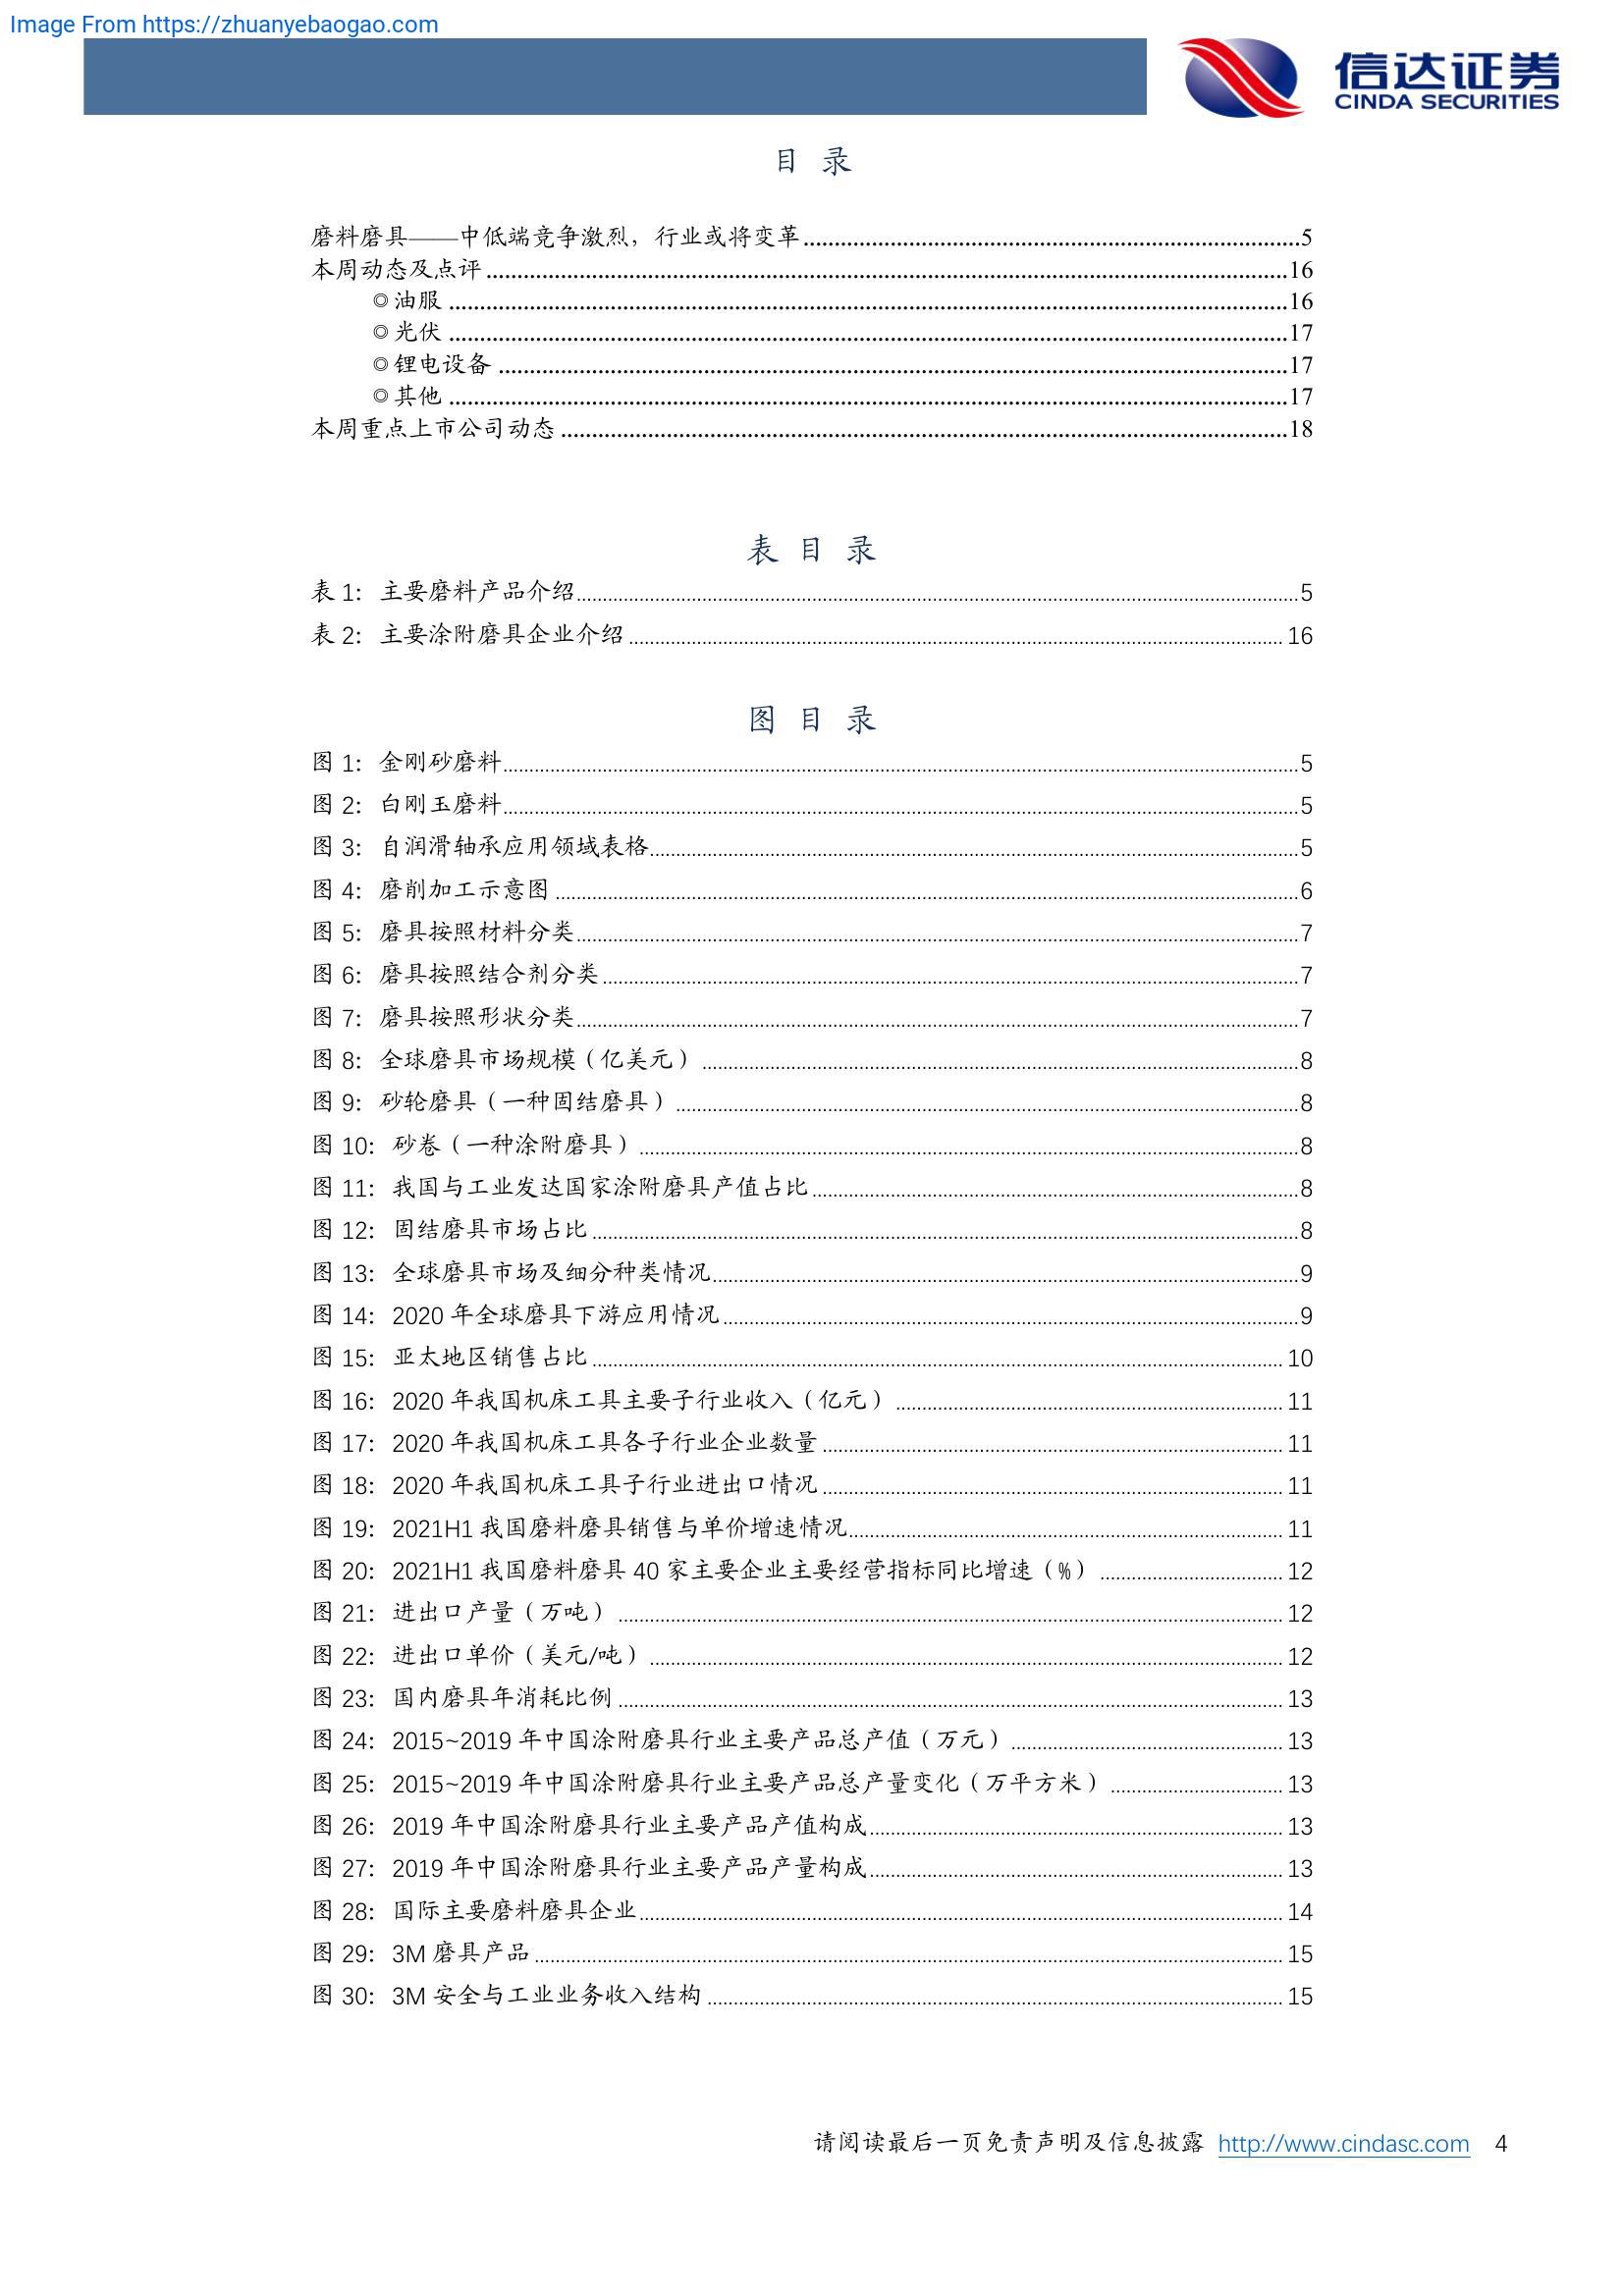 Image From https://zhuanyebaogao.com
信达证券
CINDA SECURITIES
目 录
磨料磨具——中低端竞争激烈，行业或将变革........................5
本周动态及点评........................16
◎油服........................16
◎光伏........................17
◎锂电设备........................17
◎其他........................17
本周重点上市公司动态........................18
表 目 录
表 1：主要磨料产品介绍........................5
表 2：主要涂附磨具企业介绍........................16
图 目 录
图 1：金刚砂磨料........................5
图 2：白刚玉磨料........................5
图 3：自润滑轴承应用领域表格........................5
图 4：磨削加工示意图........................6
图 5：磨具按照材料分类........................7
图 6：磨具按照结合剂分类........................7
图 7：磨具按照形状分类........................7
图 8：全球磨具市场规模（亿美元）........................8
图 9：砂轮磨具（一种固结磨具）........................8
图 10：砂卷（一种涂附磨具）........................8
图 11：我国与工业发达国家涂附磨具产值占比........................8
图 12：固结磨具市场占比........................8
图 13：全球磨具市场及细分种类情况........................9
图 14：2020 年全球磨具下游应用情况........................9
图 15：亚太地区销售占比........................10
图 16：2020 年我国机床工具主要子行业收入（亿元）........................11
图 17：2020 年我国机床工具各子行业企业数量........................11
图 18：2020 年我国机床工具子行业进出口情况........................11
图 19：2021H1 我国磨料磨具销售与单价增速情况........................11
图 20：2021H1 我国磨料磨具 40 家主要企业主要经营指标同比增速（%）........................12
图 21：进出口产量（万吨）........................12
图 22：进出口单价（美元/吨）........................12
图 23：国内磨具年消耗比例........................13
图 24：2015~2019 年中国涂附磨具行业主要产品总产值（万元）........................13
图 25：2015~2019 年中国涂附磨具行业主要产品总产量变化（万平方米）........................13
图 26：2019 年中国涂附磨具行业主要产品产值构成........................13
图 27：2019 年中国涂附磨具行业主要产品产量构成........................13
图 28：国际主要磨料磨具企业........................14
图 29：3M 磨具产品........................15
图 30：3M 安全与工业业务收入结构........................15
请阅读最后一页免责声明及信息披露 http://www.cindasc.com 4